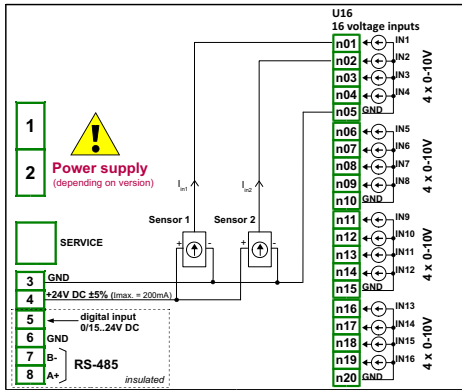 U16
16 voltage inputs
n01 IN1
n02 IN2
n03 IN3
n04 IN4
n05 GND
4 x 0-10V
n06 IN5
n07 IN6
n08 IN7
n09 IN8
n10 GND
4 x 0-10V
n11 IN9
n12 IN10
n13 IN11
n14 IN12
n15 GND
4 x 0-10V
n16 IN13
n17 IN14
n18 IN15
n19 IN16
n20 GND
4 x 0-10V
1
2
!
Power supply
(depending on version)
Iin1
Iin2
Sensor 1
Sensor 2
+ -
+ -
SERVICE
3 GND
4 +24V DC ±5% (Imax. = 200mA)
5 digital input
0/15..24V DC
6 GND
7 B-
8 A+
RS-485
insulated